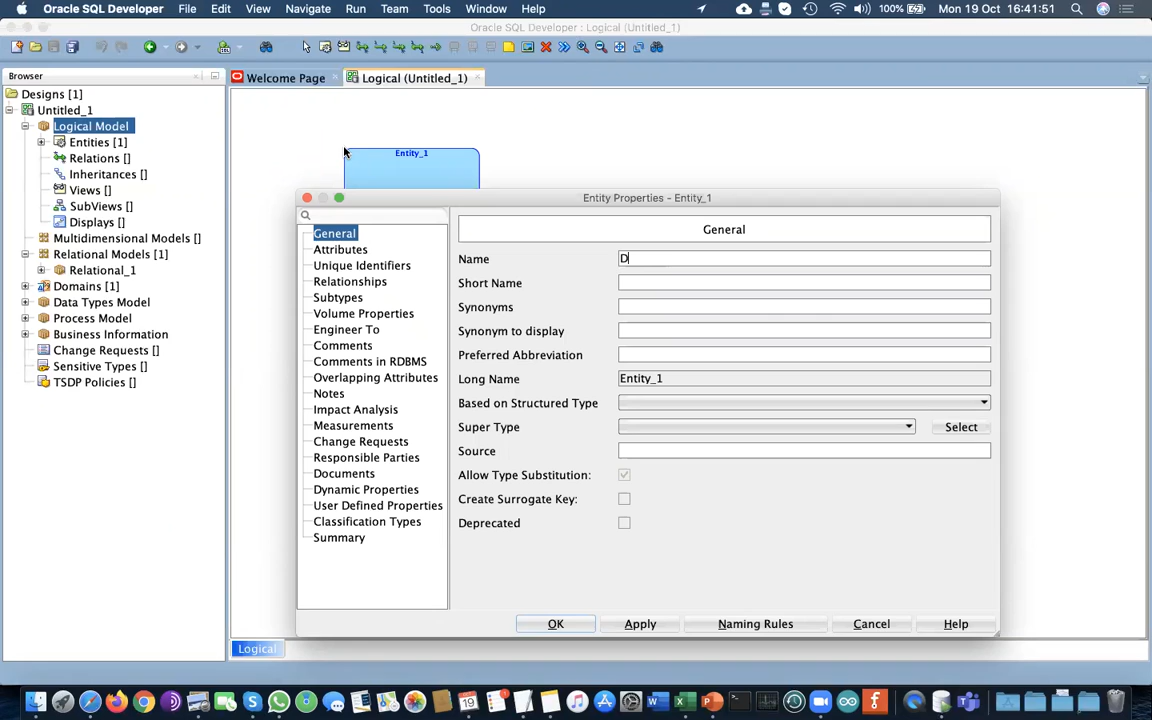 Oracle SQL Developer File Edit View Navigate Run Team Tools Window Help 100% Mon 19 Oct 16:41:51
Oracle SQL Developer : Logical (Untitled_1)
Browser
Welcome Page
Logical (Untitled_1)
Designs [1]
Untitled_1
Logical Model
Entities [1]
Relations []
Inheritances []
Views []
SubViews []
Displays []
Multidimensional Models []
Relational Models [1]
Relational_1
Domains [1]
Data Types Model
Process Model
Business Information
Change Requests []
Sensitive Types []
TSDP Policies []
Entity_1
Entity Properties - Entity_1
General
Attributes
Unique Identifiers
Relationships
Subtypes
Volume Properties
Engineer To
Comments
Comments in RDBMS
Overlapping Attributes
Notes
Impact Analysis
Measurements
Change Requests
Responsible Parties
Documents
Dynamic Properties
User Defined Properties
Classification Types
Summary
General
Name D
Short Name
Synonyms
Synonym to display
Preferred Abbreviation
Long Name Entity_1
Based on Structured Type
Super Type Select
Source
Allow Type Substitution:
Create Surrogate Key:
Deprecated
OK Apply Naming Rules Cancel Help
Logical